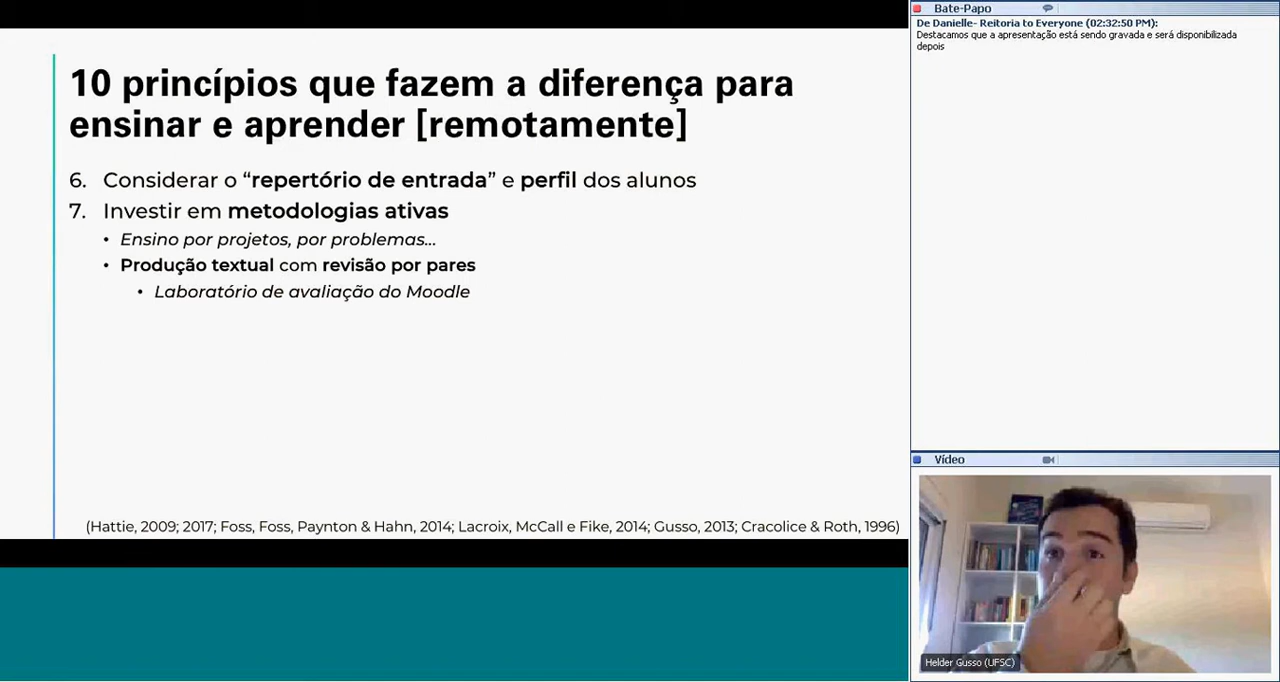 10 princípios que fazem a diferença para
ensinar e aprender [remotamente]
6. Considerar o “repertório de entrada” e perfil dos alunos
7. Investir em metodologias ativas
• Ensino por projetos, por problemas...
• Produção textual com revisão por pares
• Laboratório de avaliação do Moodle
(Hattie, 2009; 2017; Foss, Foss, Paynton & Hahn, 2014; Lacroix, McCall e Fike, 2014; Gusso, 2013; Cracolice & Roth, 1996)
Bate-Papo
De Danielle- Reitoria to Everyone (02:32:50 PM):
Destacamos que a apresentação está sendo gravada e será disponibilizada
depois
Vídeo
Helder Gusso (UFSC)